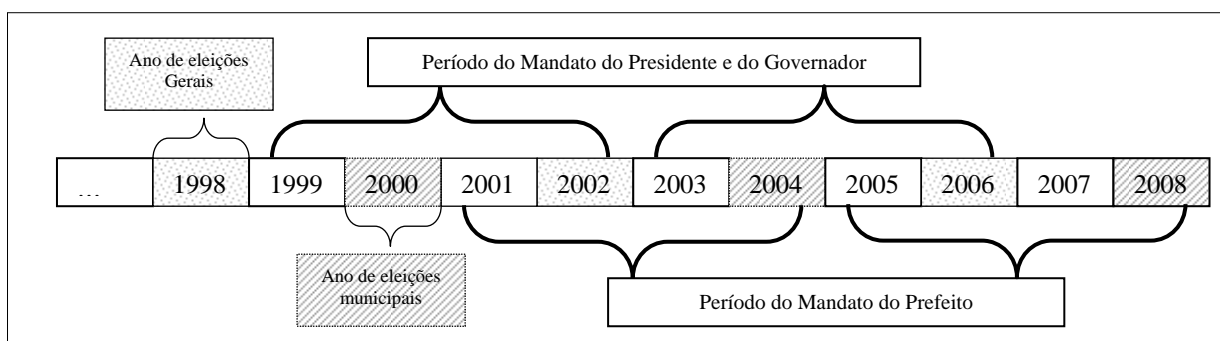 Ano de eleições
Gerais
Período do Mandato do Presidente e do Governador
... 1998 1999 2000 2001 2002 2003 2004 2005 2006 2007 2008
Ano de eleições
municipais
Período do Mandato do Prefeito